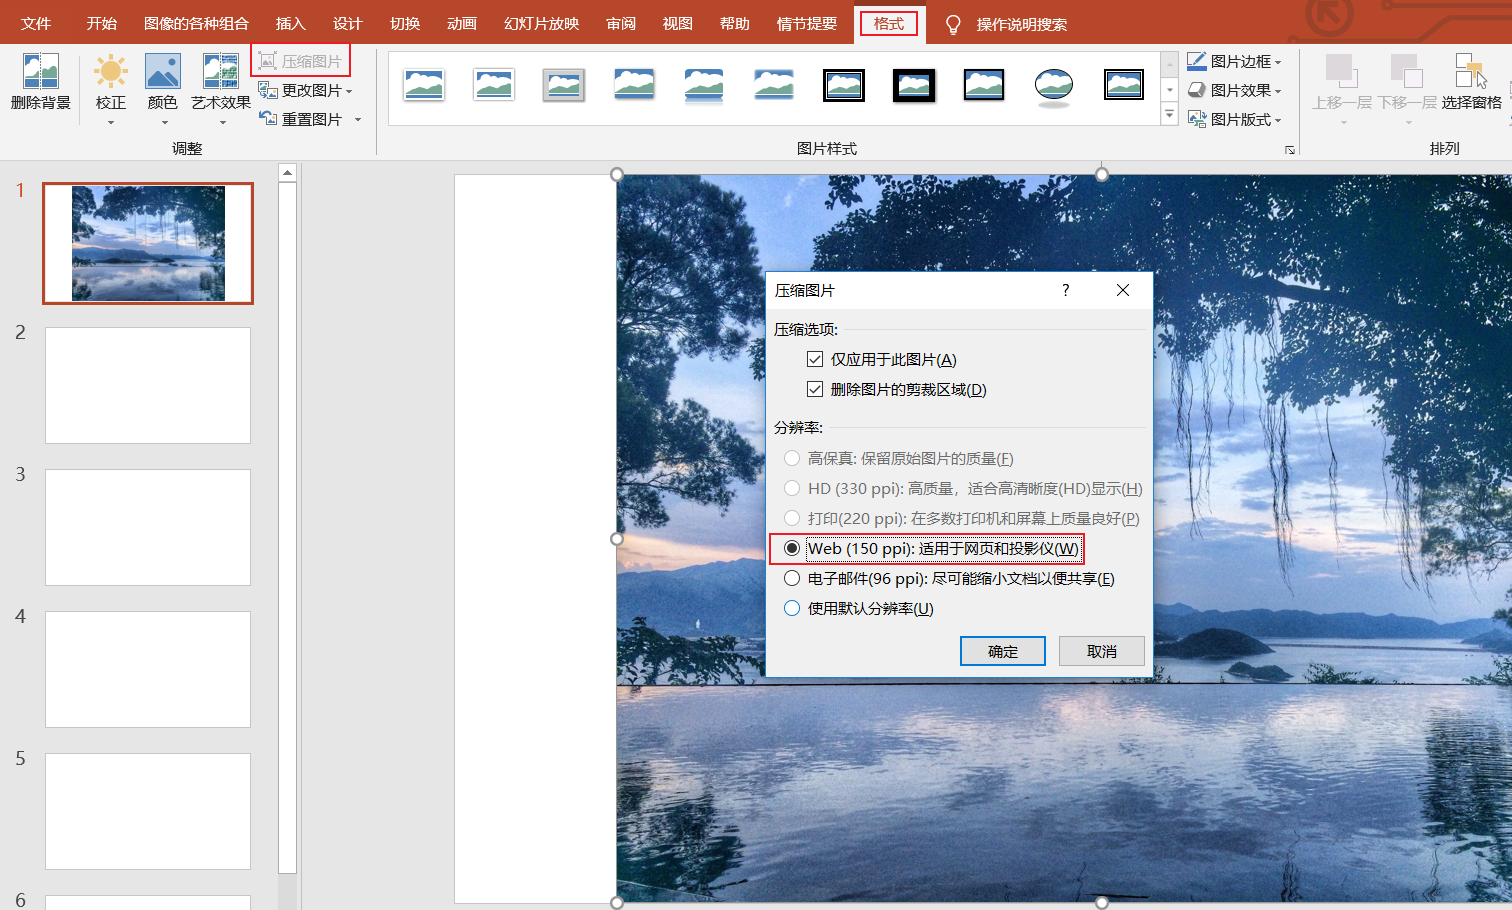 文件 开始 图像的各种组合 插入 设计 切换 动画 幻灯片放映 审阅 视图 帮助 情节提要 格式 操作说明搜索
删除背景 校正 颜色 艺术效果 压缩图片 更改图片 重置图片
调整
图片边框
图片效果
图片版式
图片样式
上移一层 下移一层 选择窗格
排列
1
2
3
4
5
6
压缩图片 ?
压缩选项:
仅应用于此图片(A)
删除图片的剪裁区域(D)
分辨率:
高保真: 保留原始图片的质量(F)
HD (330 ppi): 高质量，适合高清晰度(HD)显示(H)
打印(220 ppi): 在多数打印机和屏幕上质量良好(P)
Web (150 ppi): 适用于网页和投影仪(W)
电子邮件(96 ppi): 尽可能缩小文档以便共享(E)
使用默认分辨率(U)
确定 取消